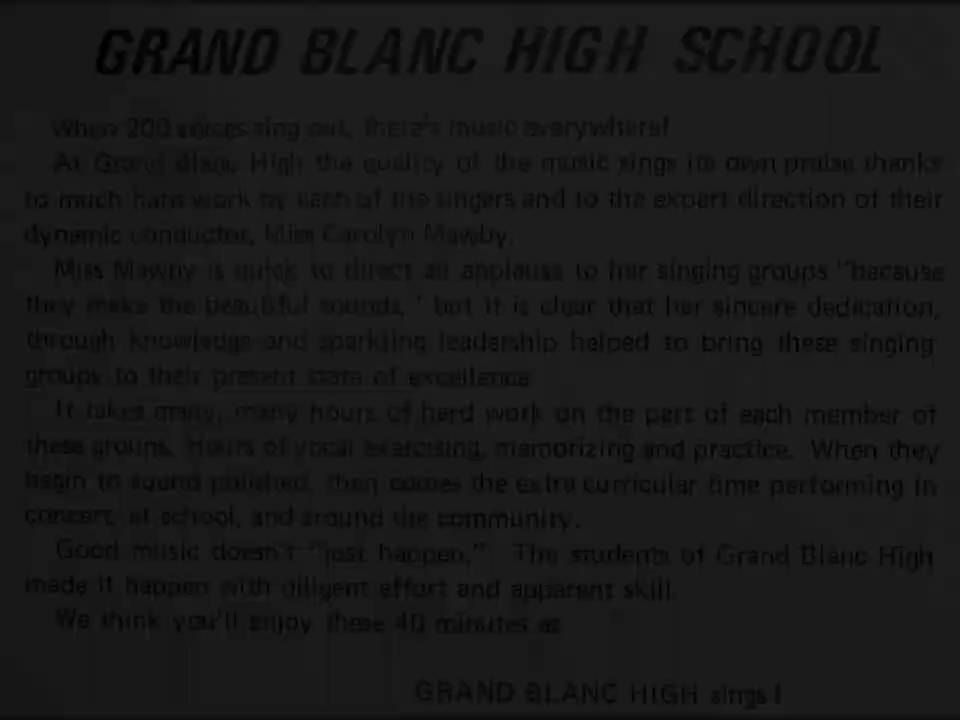 GRAND BLANC HIGH SCHOOL
When 200 voices sing out, there's music everywhere!
At Grand Blanc High the quality of the music sings its own praise thanks
to much hard work by each of the singers and to the expert direction of their
dynamic conductor, Miss Carolyn Mawby.
Miss Mawby is quick to direct all applause to her singing groups "because
they make the beautiful sounds," but it is clear that her sincere dedication,
through knowledge and sparkling leadership helped to bring these singing
groups to their present state of excellence.
It takes many, many hours of hard work on the part of each member of
these groups. Hours of vocal exercising, memorizing and practice. When they
begin to sound polished, then comes the extra curricular time performing in
concert, at school, and around the community.
Good music doesn't "just happen." The students of Grand Blanc High
made it happen with diligent effort and apparent skill.
We think you'll enjoy these 40 minutes as
GRAND BLANC HIGH sings!